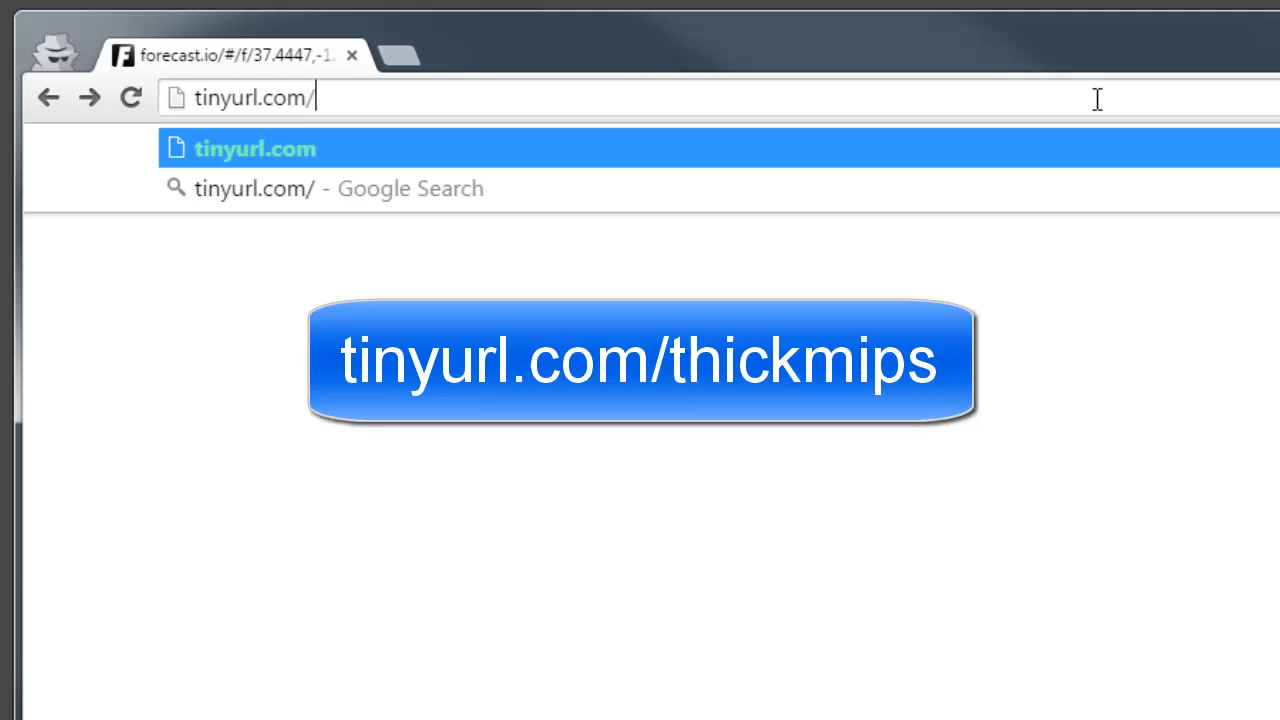 forecast.io/#/f/37.4447,-1.
tinyurl.com/
tinyurl.com
tinyurl.com/ - Google Search
tinyurl.com/thickmips